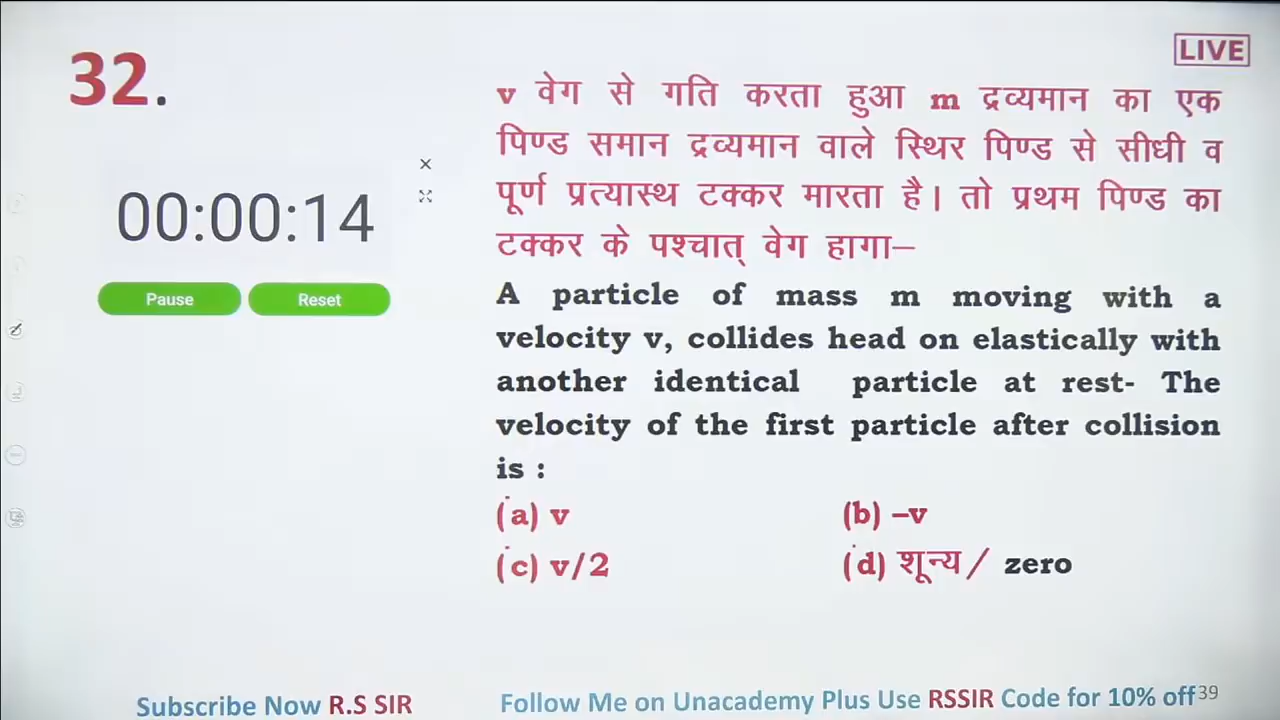 LIVE
32.
v वेग से गति करता हुआ m द्रव्यमान का एक
पिण्ड समान द्रव्यमान वाले स्थिर पिण्ड से सीधी व
पूर्ण प्रत्यास्थ टक्कर मारता है। तो प्रथम पिण्ड का
टक्कर के पश्चात् वेग हागा–
00:00:14
Pause
Reset
A particle of mass m moving with a
velocity v, collides head on elastically with
another identical particle at rest- The
velocity of the first particle after collision
is :
(a) v
(b) –v
(c) v/2
(d) शून्य/ zero
Subscribe Now R.S SIR
Follow Me on Unacademy Plus Use RSSIR Code for 10% off
39